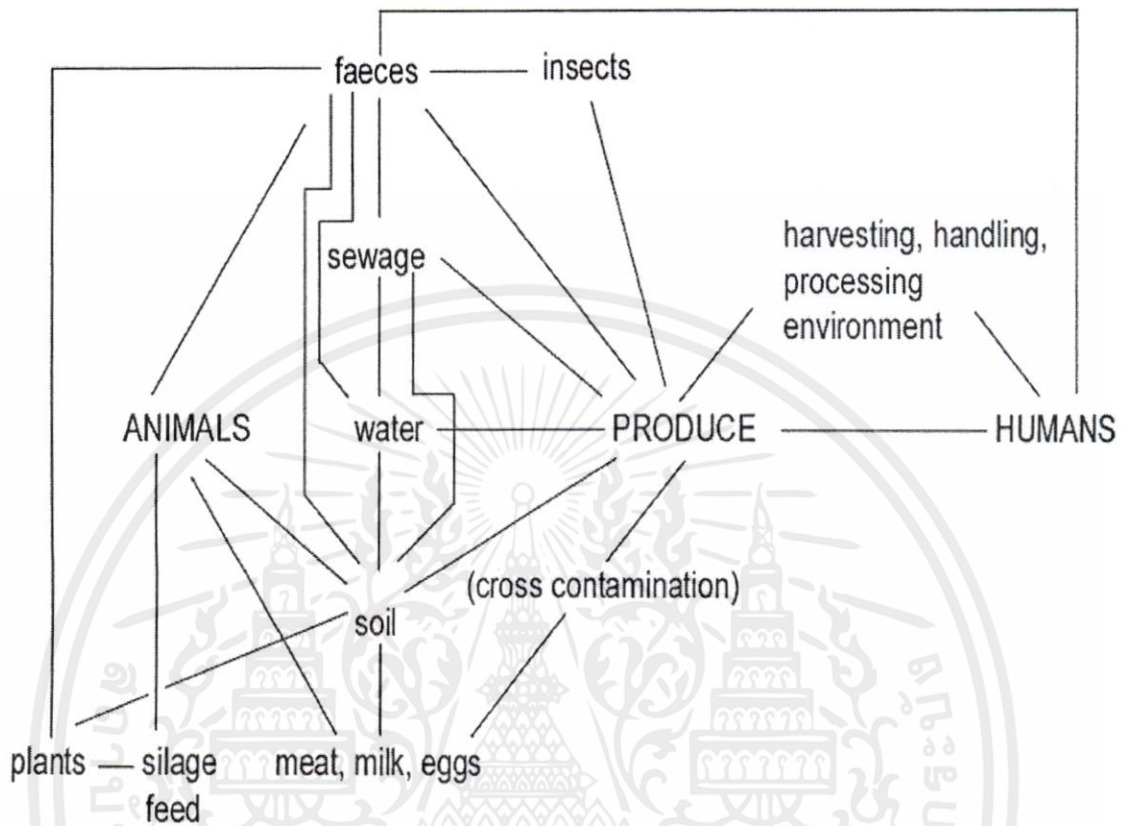 faeces
insects
sewage
harvesting, handling,
processing
environment
ANIMALS
water
PRODUCE
HUMANS
(cross contamination)
soil
plants
silage
feed
meat, milk, eggs